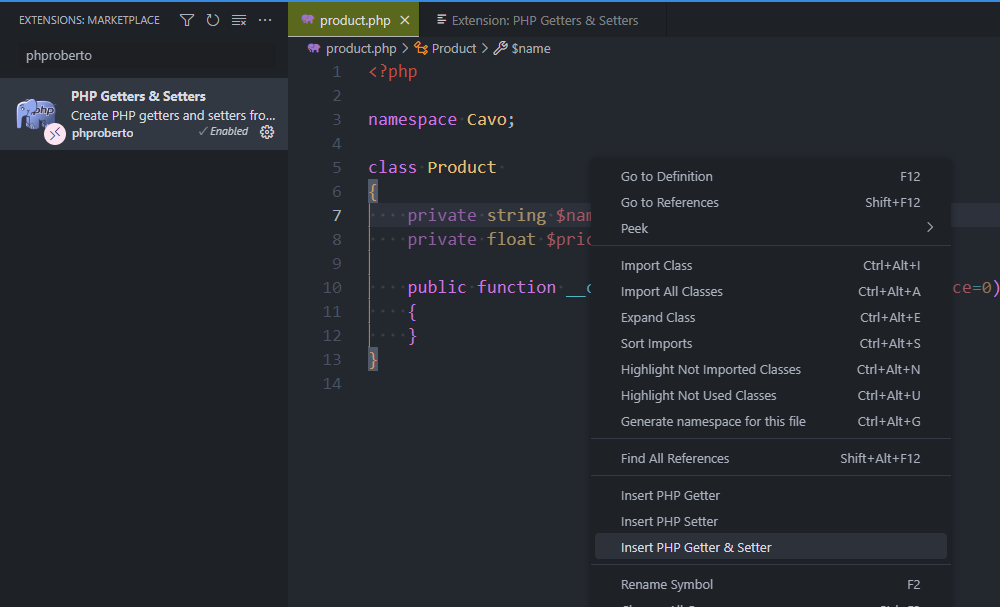 EXTENSIONS: MARKETPLACE
phproberto
PHP Getters & Setters
Create PHP getters and setters fro...
phproberto
Enabled
product.php
Extension: PHP Getters & Setters
product.php > Product > $name
1 <?php
2
3 namespace Cavo;
4
5 class Product
6 {
7 private string $nam
8 private float $pric
9
10 public function __c ce=0)
11 {
12 }
13 }
14
Go to Definition F12
Go to References Shift+F12
Peek
Import Class Ctrl+Alt+I
Import All Classes Ctrl+Alt+A
Expand Class Ctrl+Alt+E
Sort Imports Ctrl+Alt+S
Highlight Not Imported Classes Ctrl+Alt+N
Highlight Not Used Classes Ctrl+Alt+U
Generate namespace for this file Ctrl+Alt+G
Find All References Shift+Alt+F12
Insert PHP Getter
Insert PHP Setter
Insert PHP Getter & Setter
Rename Symbol F2